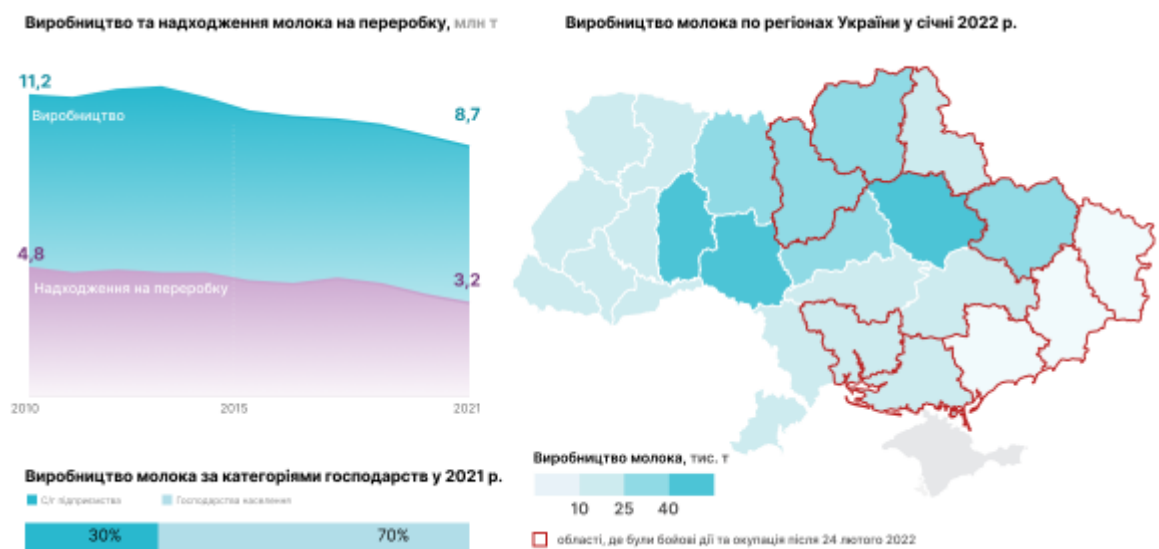 Виробництво та надходження молока на переробку, млн т
11,2
Виробництво
8,7
4,8
Надходження на переробку
3,2
2010
2015
2021
Виробництво молока за категоріями господарств у 2021 р.
С/г підприємства
Господарства населення
30%
70%
Виробництво молока по регіонах України у січні 2022 р.
Виробництво молока, тис. т
10
25
40
області, де були бойові дії та окупація після 24 лютого 2022